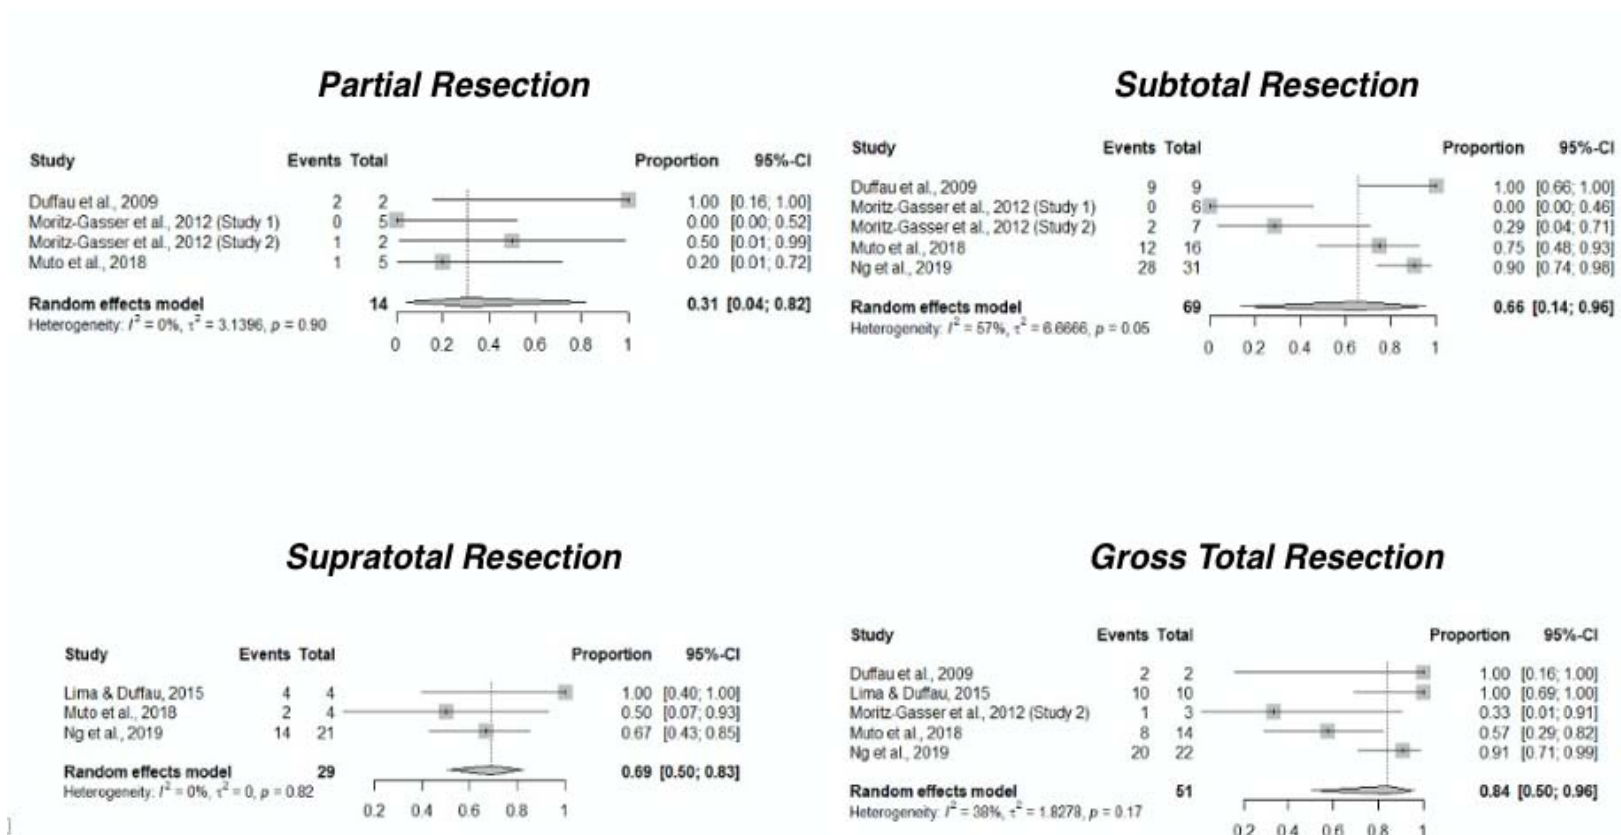 Partial Resection
Study Events Total Proportion 95%-CI
Duffau et al., 2009 2 2 1.00 [0.16; 1.00]
Moritz-Gasser et al., 2012 (Study 1) 0 5 0.00 [0.00; 0.52]
Moritz-Gasser et al., 2012 (Study 2) 1 2 0.50 [0.01; 0.99]
Muto et al., 2018 1 5 0.20 [0.01; 0.72]
Random effects model 14 0.31 [0.04; 0.82]
Heterogeneity: I² = 0%, τ² = 3.1396, p = 0.90
0 0.2 0.4 0.6 0.8 1
Subtotal Resection
Study Events Total Proportion 95%-CI
Duffau et al., 2009 9 9 1.00 [0.66; 1.00]
Moritz-Gasser et al., 2012 (Study 1) 0 6 0.00 [0.00; 0.46]
Moritz-Gasser et al., 2012 (Study 2) 2 7 0.29 [0.04; 0.71]
Muto et al., 2018 12 16 0.75 [0.48; 0.93]
Ng et al., 2019 28 31 0.90 [0.74; 0.98]
Random effects model 69 0.66 [0.14; 0.96]
Heterogeneity: I² = 57%, τ² = 6.6666, p = 0.05
0 0.2 0.4 0.6 0.8 1
Supratotal Resection
Study Events Total Proportion 95%-CI
Lima & Duffau, 2015 4 4 1.00 [0.40; 1.00]
Muto et al., 2018 2 4 0.50 [0.07; 0.93]
Ng et al., 2019 14 21 0.67 [0.43; 0.85]
Random effects model 29 0.69 [0.50; 0.83]
Heterogeneity: I² = 0%, τ² = 0, p = 0.82
0.2 0.4 0.6 0.8 1
Gross Total Resection
Study Events Total Proportion 95%-CI
Duffau et al., 2009 2 2 1.00 [0.16; 1.00]
Lima & Duffau, 2015 10 10 1.00 [0.69; 1.00]
Moritz-Gasser et al., 2012 (Study 2) 1 3 0.33 [0.01; 0.91]
Muto et al., 2018 8 14 0.57 [0.29; 0.82]
Ng et al., 2019 20 22 0.91 [0.71; 0.99]
Random effects model 51 0.84 [0.50; 0.96]
Heterogeneity: I² = 38%, τ² = 1.8278, p = 0.17
0.2 0.4 0.6 0.8 1